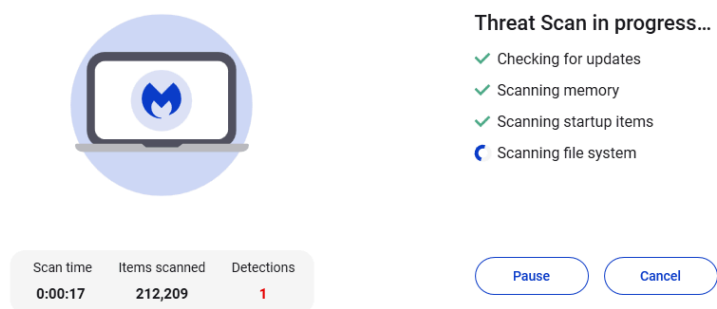 Threat Scan in progress...
Checking for updates
Scanning memory
Scanning startup items
Scanning file system
Scan time Items scanned Detections
0:00:17 212,209 1
Pause Cancel